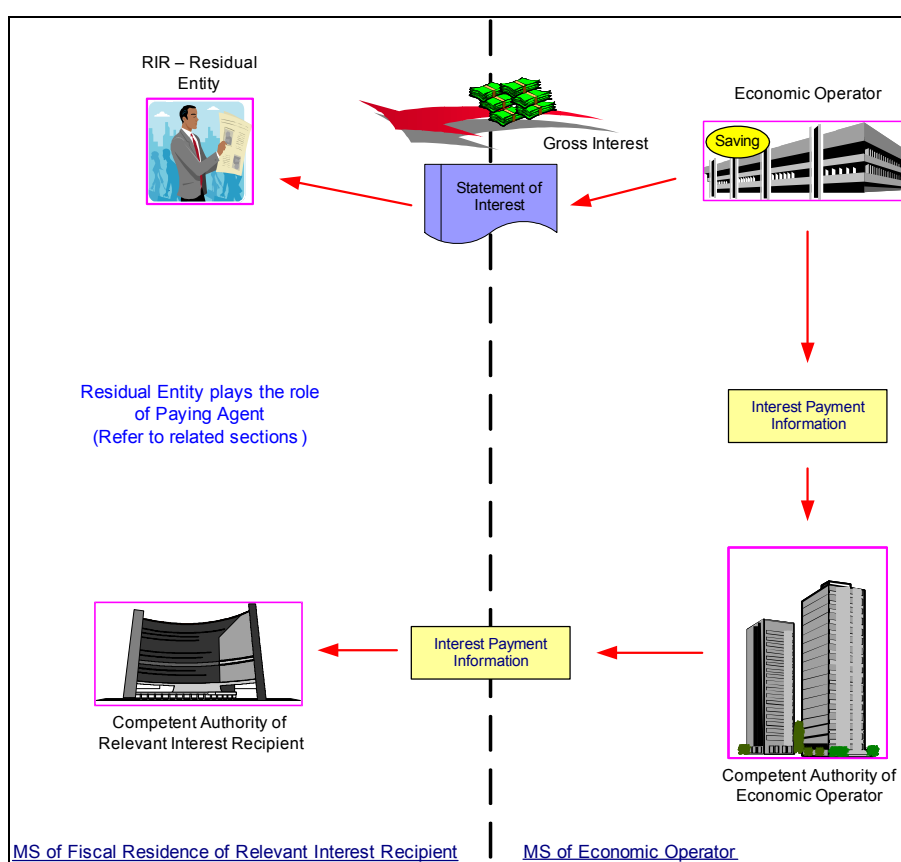 RIR – Residual
Entity
Economic Operator
Saving
Gross Interest
Statement of
Interest
Residual Entity plays the role
of Paying Agent
(Refer to related sections)
Interest Payment
Information
Interest Payment
Information
Competent Authority of
Relevant Interest Recipient
Competent Authority of
Economic Operator
MS of Fiscal Residence of Relevant Interest Recipient
MS of Economic Operator